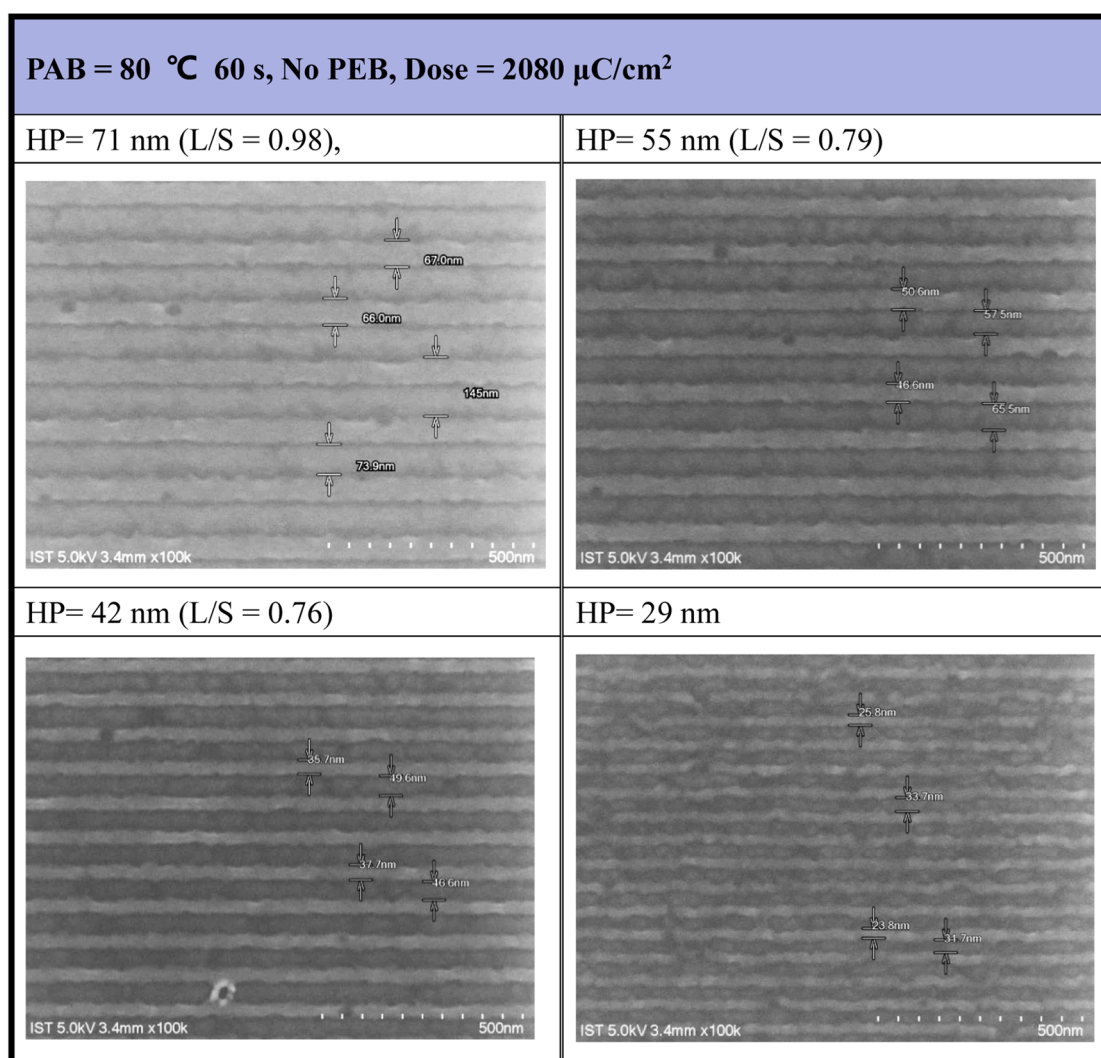 PAB = 80 ℃ 60 s, No PEB, Dose = 2080 μC/cm²
HP= 71 nm (L/S = 0.98),
HP= 55 nm (L/S = 0.79)
67.0nm
66.0nm
145nm
73.9nm
IST 5.0kV 3.4mm x100k 500nm
50.6nm
57.5nm
46.6nm
65.5nm
IST 5.0kV 3.4mm x100k 500nm
HP= 42 nm (L/S = 0.76)
HP= 29 nm
35.7nm
49.6nm
37.7nm
46.6nm
IST 5.0kV 3.4mm x100k 500nm
25.8nm
33.7nm
23.8nm
31.7nm
IST 5.0kV 3.4mm x100k 500nm